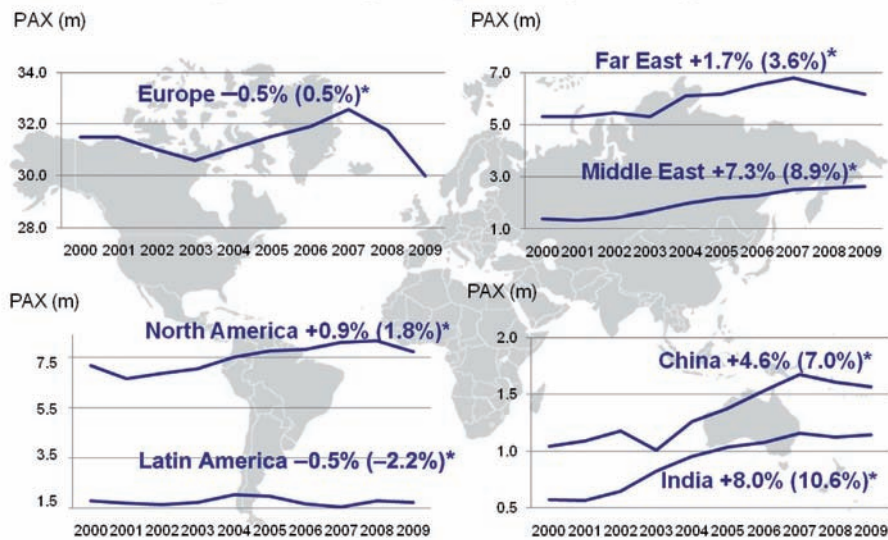 PAX (m)
34.0
32.0
30.0
28.0
Europe –0.5% (0.5%)*
2000 2001 2002 2003 2004 2005 2006 2007 2008 2009
PAX (m)
7.0
5.0
3.0
1.0
Far East +1.7% (3.6%)*
Middle East +7.3% (8.9%)*
2000 2001 2002 2003 2004 2005 2006 2007 2008 2009
PAX (m)
7.5
5.5
3.5
1.5
North America +0.9% (1.8%)*
Latin America –0.5% (–2.2%)*
2000 2001 2002 2003 2004 2005 2006 2007 2008 2009
PAX (m)
2.0
1.5
1.0
0.5
China +4.6% (7.0%)*
India +8.0% (10.6%)*
2000 2001 2002 2003 2004 2005 2006 2007 2008 2009